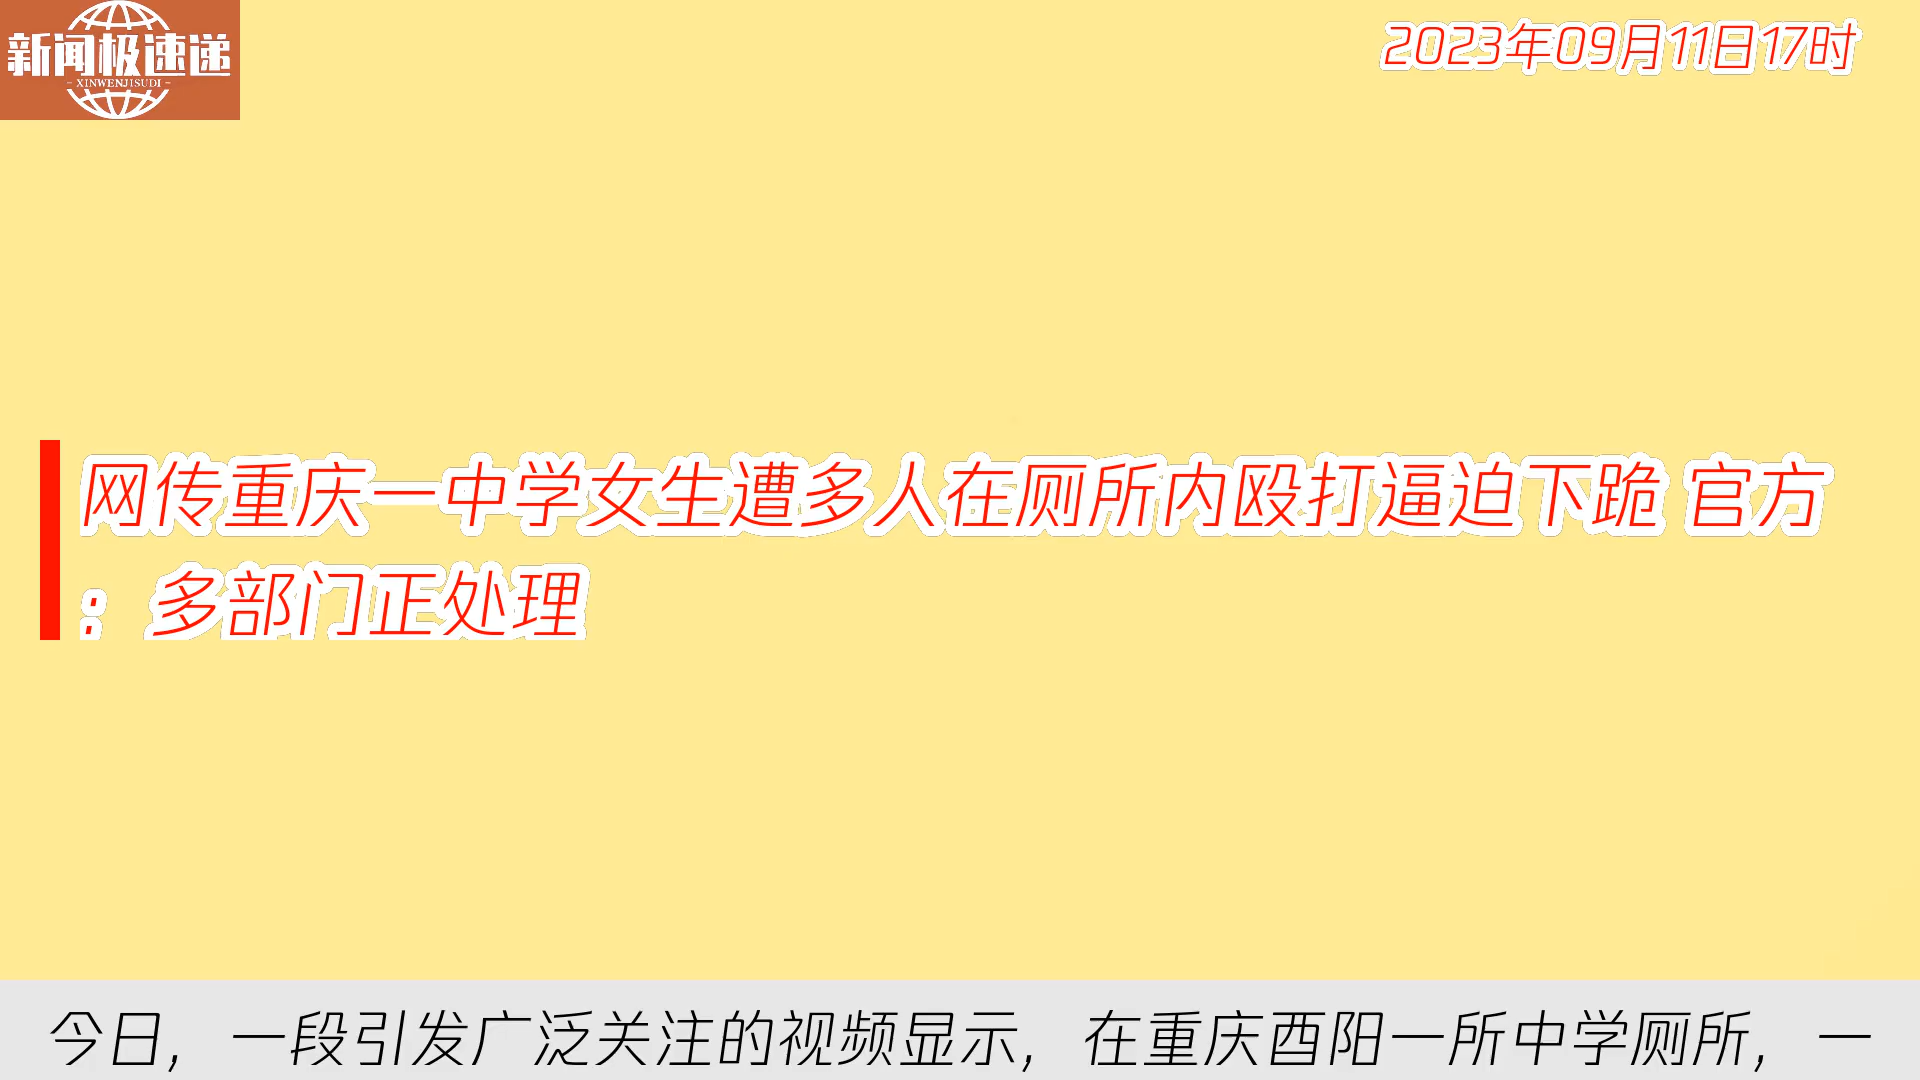 新闻极速递
- XINWENJISUDI -
2023年09月11日17时
网传重庆一中学女生遭多人在厕所内殴打逼迫下跪 官方
：多部门正处理
今日，一段引发广泛关注的视频显示，在重庆酉阳一所中学厕所，一